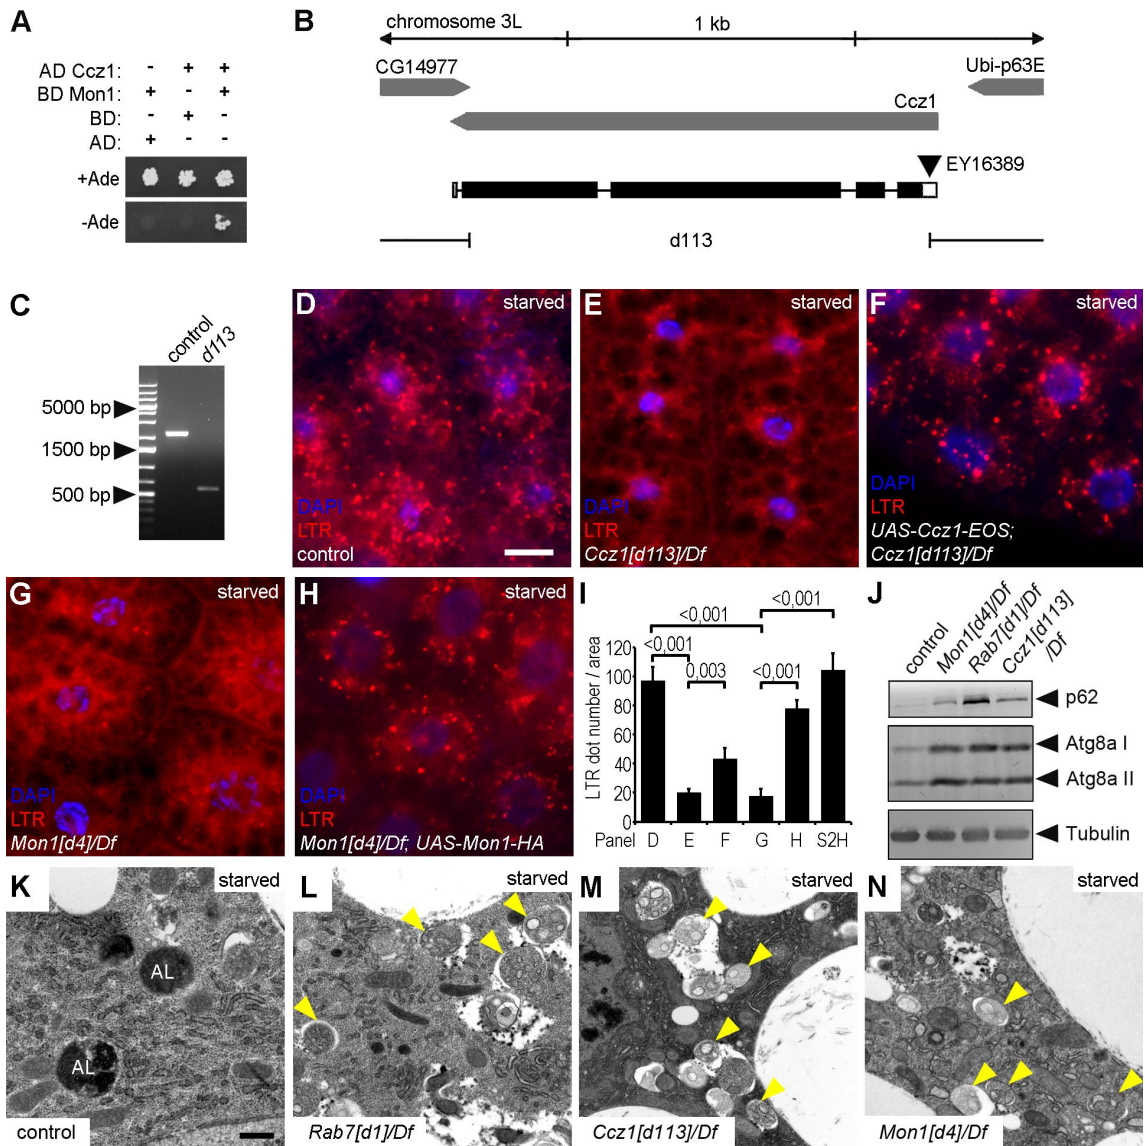 A
AD Ccz1: - + +
BD Mon1: + - +
BD: - + -
AD: + - -
+Ade
-Ade
B
chromosome 3L
1 kb
CG14977
Ubi-p63E
Ccz1
EY16389
d113
C
control
d113
5000 bp
1500 bp
500 bp
D
starved
DAPI
LTR
control
E
starved
DAPI
LTR
Ccz1[d113]/Df
F
starved
DAPI
LTR
UAS-Ccz1-EOS;
Ccz1[d113]/Df
G
starved
DAPI
LTR
Mon1[d4]/Df
H
starved
DAPI
LTR
Mon1[d4]/Df; UAS-Mon1-HA
I
<0,001
<0,001
<0,001
0,003
<0,001
LTR dot number / area
120
100
80
60
40
20
0
Panel D E F G H S2H
J
control
Mon1[d4]/Df
Rab7[d1]/Df
Ccz1[d113]
/Df
p62
Atg8a I
Atg8a II
Tubulin
K
starved
AL
AL
control
L
starved
Rab7[d1]/Df
M
starved
Ccz1[d113]/Df
N
starved
Mon1[d4]/Df